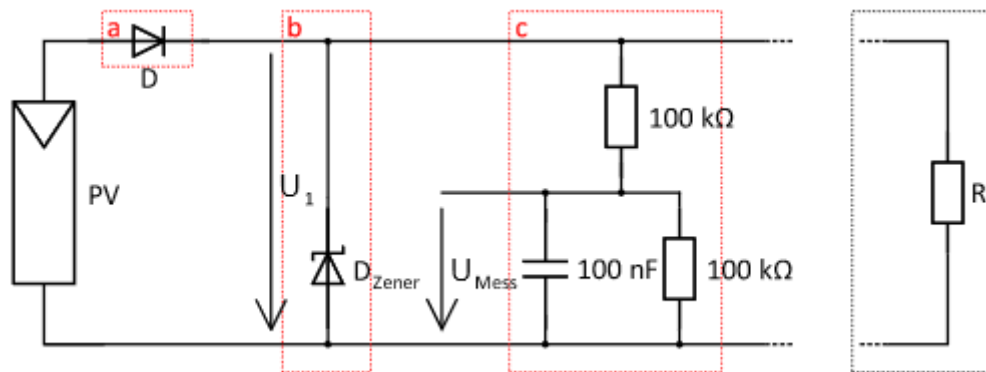 a
b
c
D
PV
U1
DZener
UMess
100 kΩ
100 nF
100 kΩ
R